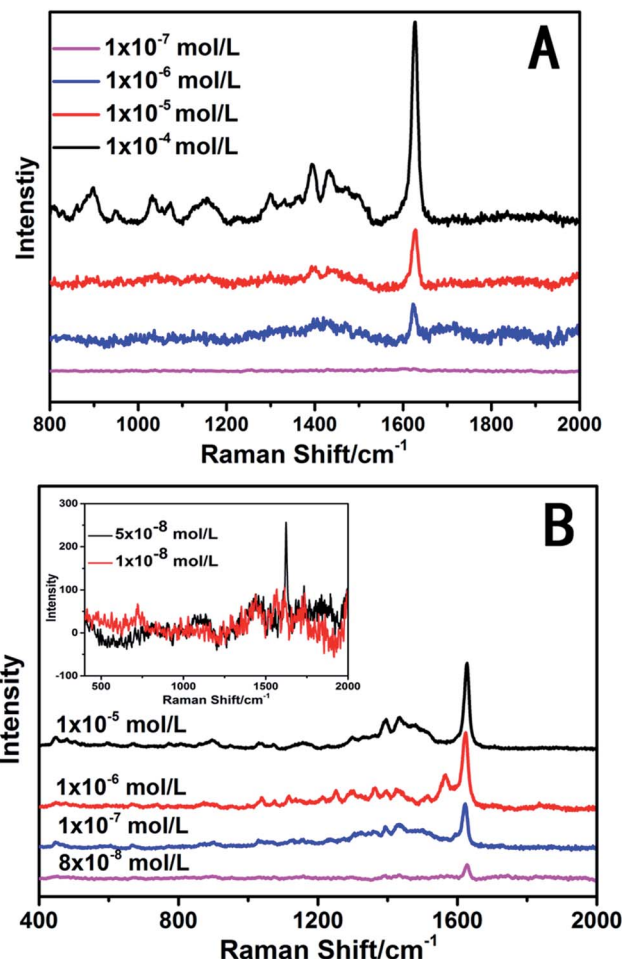 A
1x10-7 mol/L
1x10-6 mol/L
1x10-5 mol/L
1x10-4 mol/L
Intenstiy
800 1000 1200 1400 1600 1800 2000
Raman Shift/cm-1
B
300
200
100
0
-100
Intensity
5x10-8 mol/L
1x10-8 mol/L
500 1000 1500 2000
Raman Shift/cm-1
Intensity
1x10-5 mol/L
1x10-6 mol/L
1x10-7 mol/L
8x10-8 mol/L
400 800 1200 1600 2000
Raman Shift/cm-1